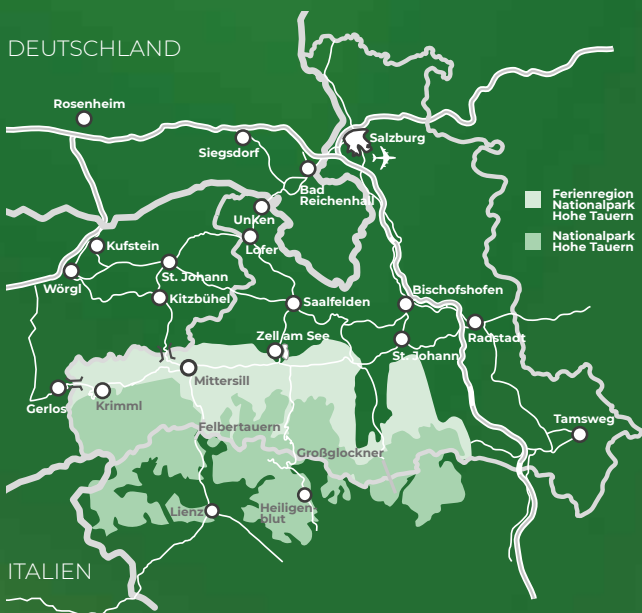 DEUTSCHLAND
Rosenheim
Siegsdorf
Salzburg
Bad
Reichenhall
Ferienregion
Nationalpark
Hohe Tauern
Nationalpark
Hohe Tauern
Unken
Lofer
Kufstein
St. Johann
Wörgl
Kitzbühel
Saalfelden
Bischofshofen
Zell am See
St. Johann
Radstadt
Mittersill
Gerlos
Krimml
Felbertauern
Tamsweg
Großglockner
Lienz
Heiligen-
blut
ITALIEN